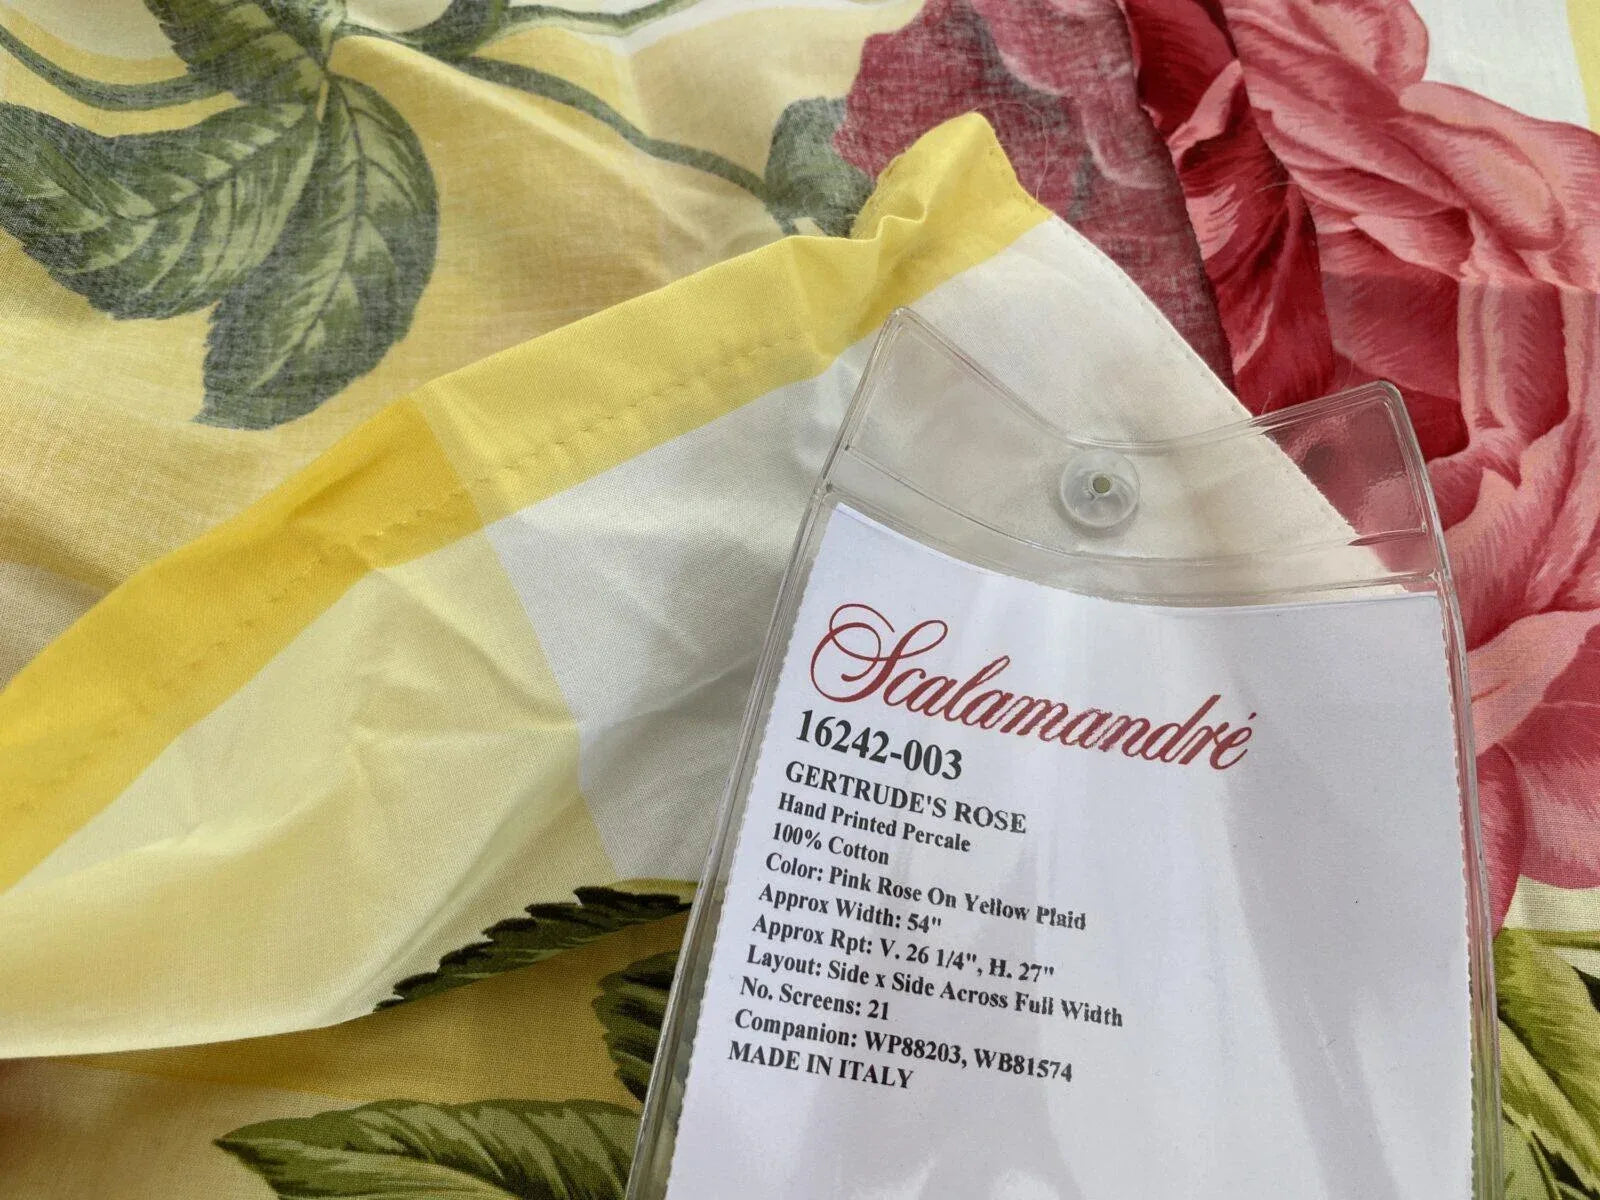 Scalamandré
16242-003
GERTRUDE'S ROSE
Hand Printed Percale
100% Cotton
Color: Pink Rose On Yellow Plaid
Approx Width: 54"
Approx Rpt: V. 26 1/4", H. 27"
Layout: Side x Side Across Full Width
No. Screens: 21
Companion: WP88203, WB81574
MADE IN ITALY